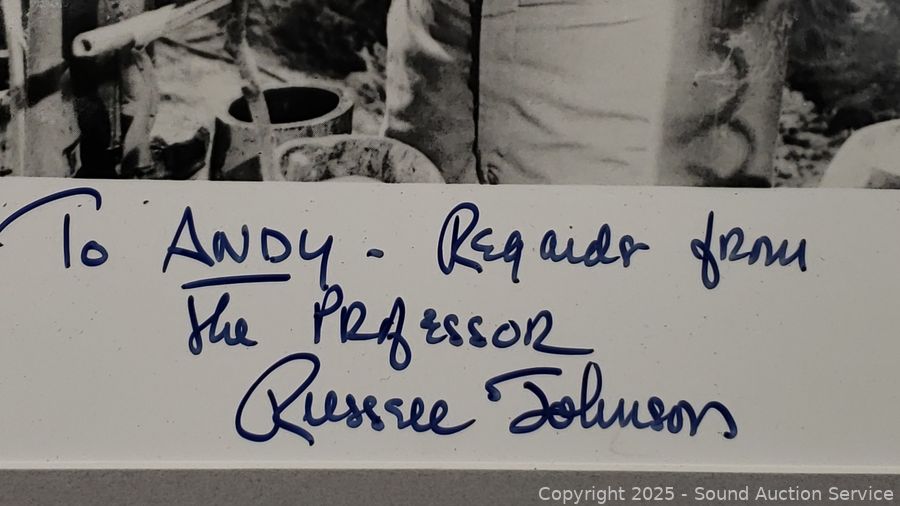 To ANDY - Regards from
the PROFESSOR
Russell Johnson
Copyright 2025 - Sound Auction Service